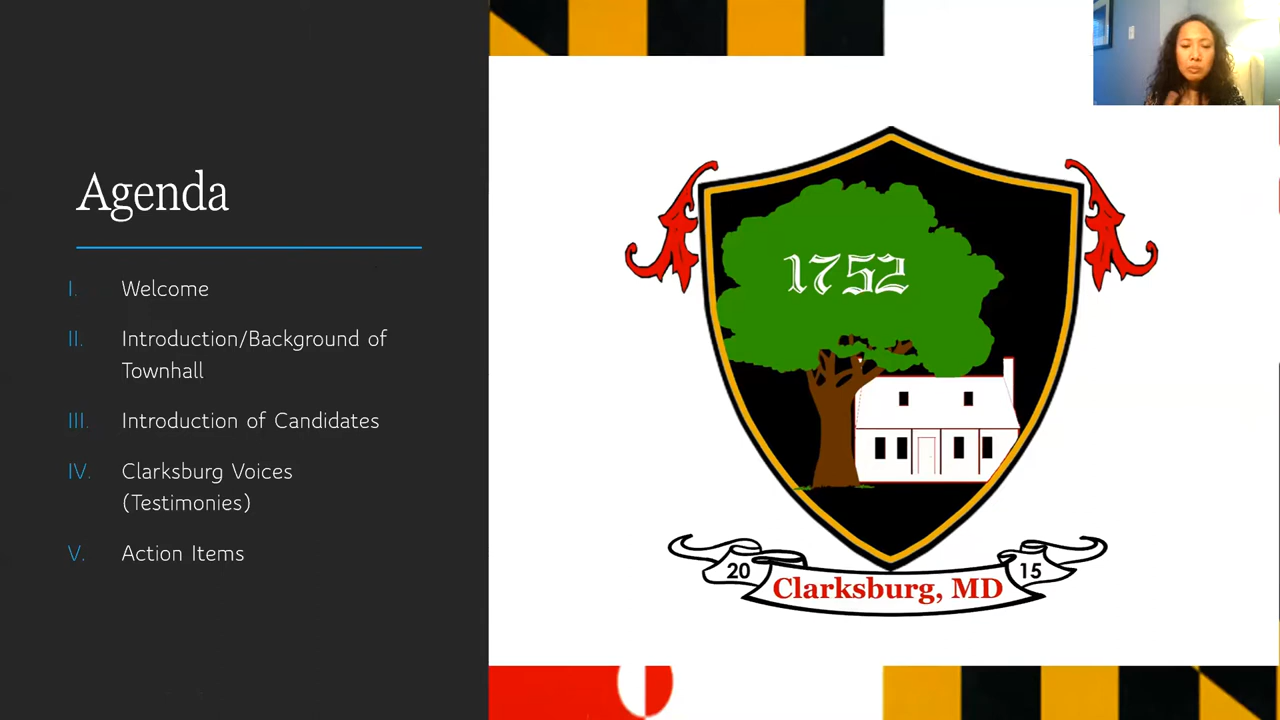 Agenda
I. Welcome
II. Introduction/Background of
Townhall
III. Introduction of Candidates
IV. Clarksburg Voices
(Testimonies)
V. Action Items
1752
20 15
Clarksburg, MD